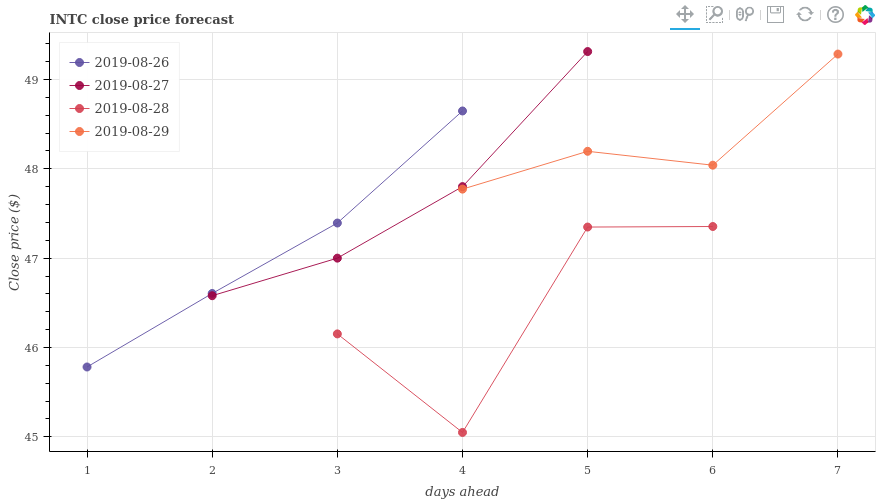 INTC close price forecast
2019-08-26
2019-08-27
2019-08-28
2019-08-29
Close price ($)
49
48
47
46
45
1 2 3 4 5 6 7
days ahead